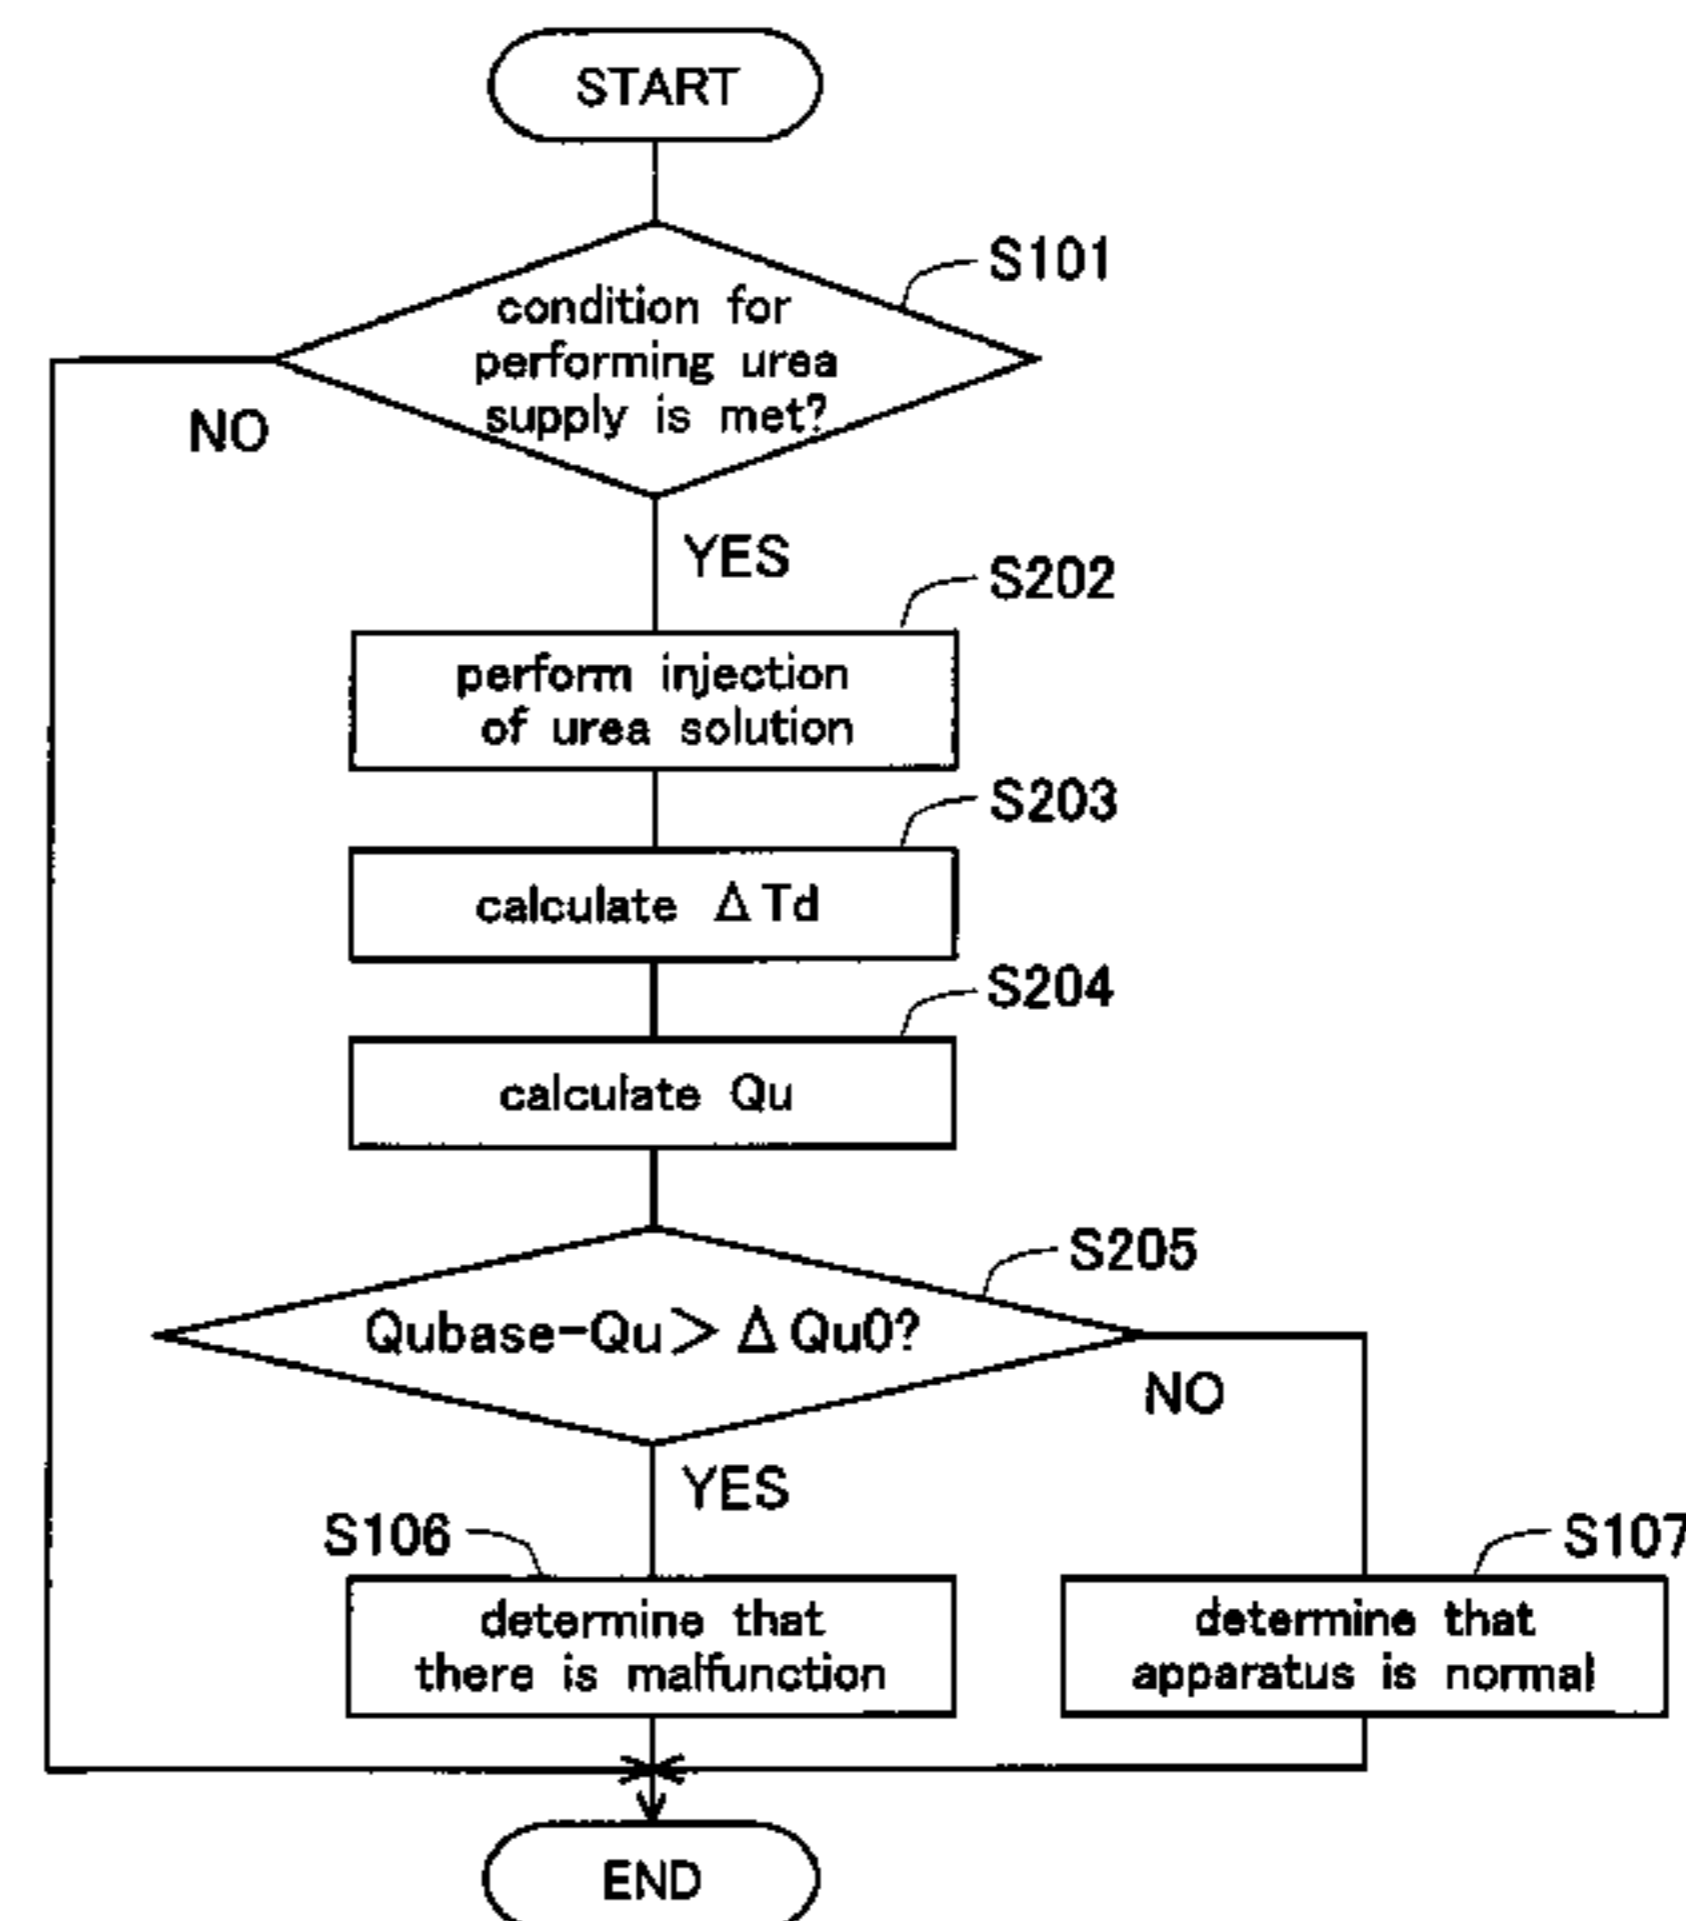 START
S101
condition for
performing urea
supply is met?
NO
YES
S202
perform injection
of urea solution
S203
calculate ΔTd
S204
calculate Qu
S205
Qubase-Qu>ΔQu0?
NO
YES
S106
S107
determine that
there is malfunction
determine that
apparatus is normal
END